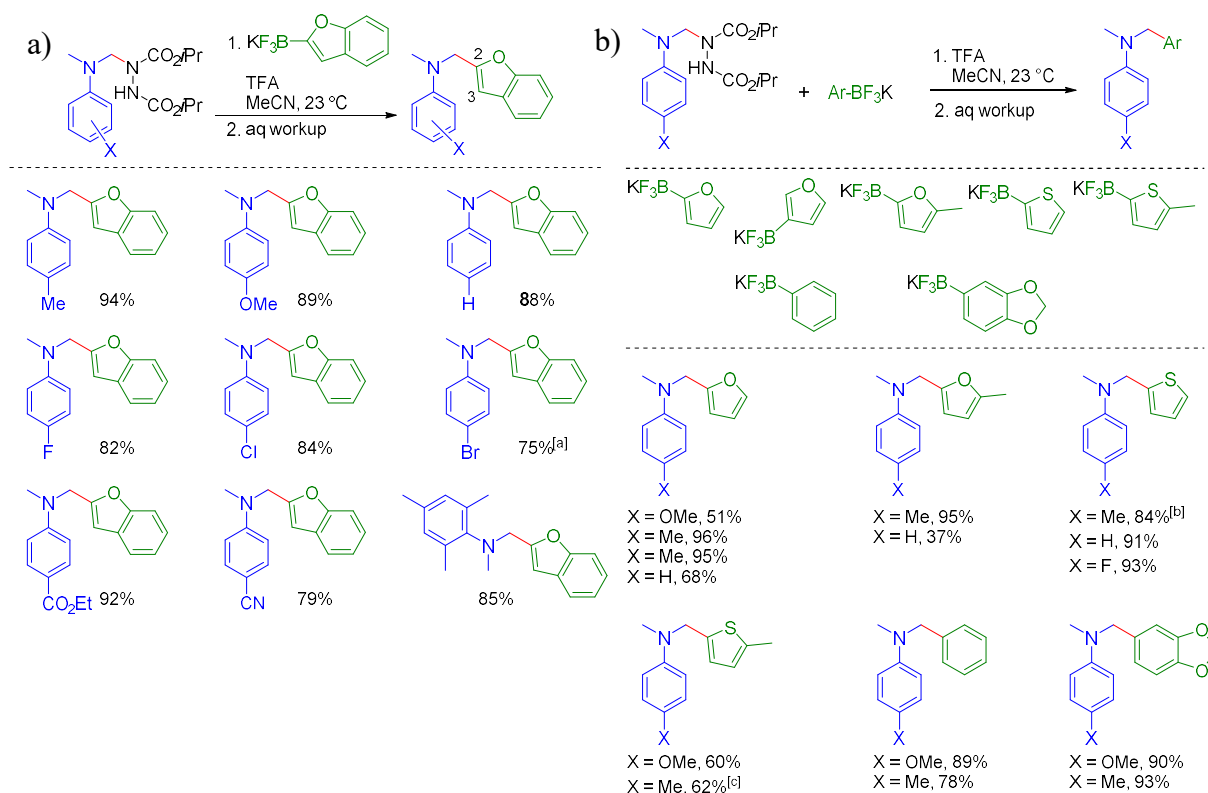 a)
N
N
CO₂iPr
HN
CO₂iPr
X
1. KF₃B
O
TFA
MeCN, 23 ºC
2. aq workup
N
2
O
3
X
N
O
Me
94%
N
O
OMe
89%
N
O
H
88%
N
O
F
82%
N
O
Cl
84%
N
O
Br
75%[a]
N
O
CO₂Et
92%
N
O
CN
79%
N
O
85%
b)
N
N
CO₂iPr
HN
CO₂iPr
X
+
Ar-BF₃K
1. TFA
MeCN, 23 °C
2. aq workup
N
Ar
X
KF₃B
O
O
KF₃B
KF₃B
O
KF₃B
S
KF₃B
S
KF₃B
KF₃B
O
O
N
O
X
X = OMe, 51%
X = Me, 96%
X = Me, 95%
X = H, 68%
N
O
X
X = Me, 95%
X = H, 37%
N
S
X
X = Me, 84%[b]
X = H, 91%
X = F, 93%
N
S
X
X = OMe, 60%
X = Me, 62%[c]
N
X
X = OMe, 89%
X = Me, 78%
N
O
O
X
X = OMe, 90%
X = Me, 93%